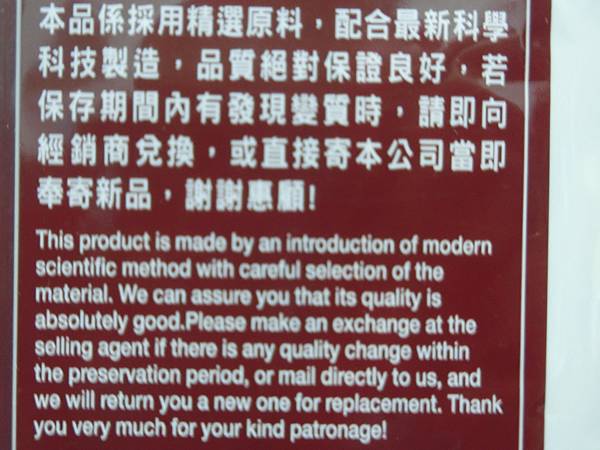 本品係採用精選原料，配合最新科學
科技製造，品質絕對保證良好，若
保存期間內有發現變質時，請即向
經銷商兌換，或直接寄本公司當即
奉寄新品，謝謝惠顧!
This product is made by an introduction of modern
scientific method with careful selection of the
material. We can assure you that its quality is
absolutely good.Please make an exchange at the
selling agent if there is any quality change within
the preservation period, or mail directly to us, and
we will return you a new one for replacement. Thank
you very much for your kind patronage!